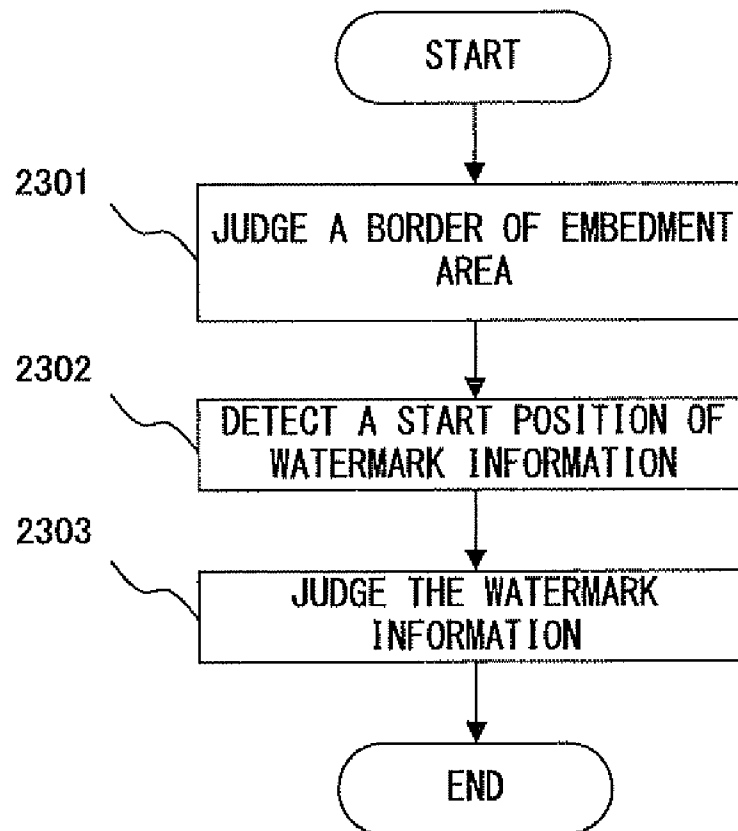 START
2301
JUDGE A BORDER OF EMBEDMENT
AREA
2302
DETECT A START POSITION OF
WATERMARK INFORMATION
2303
JUDGE THE WATERMARK
INFORMATION
END